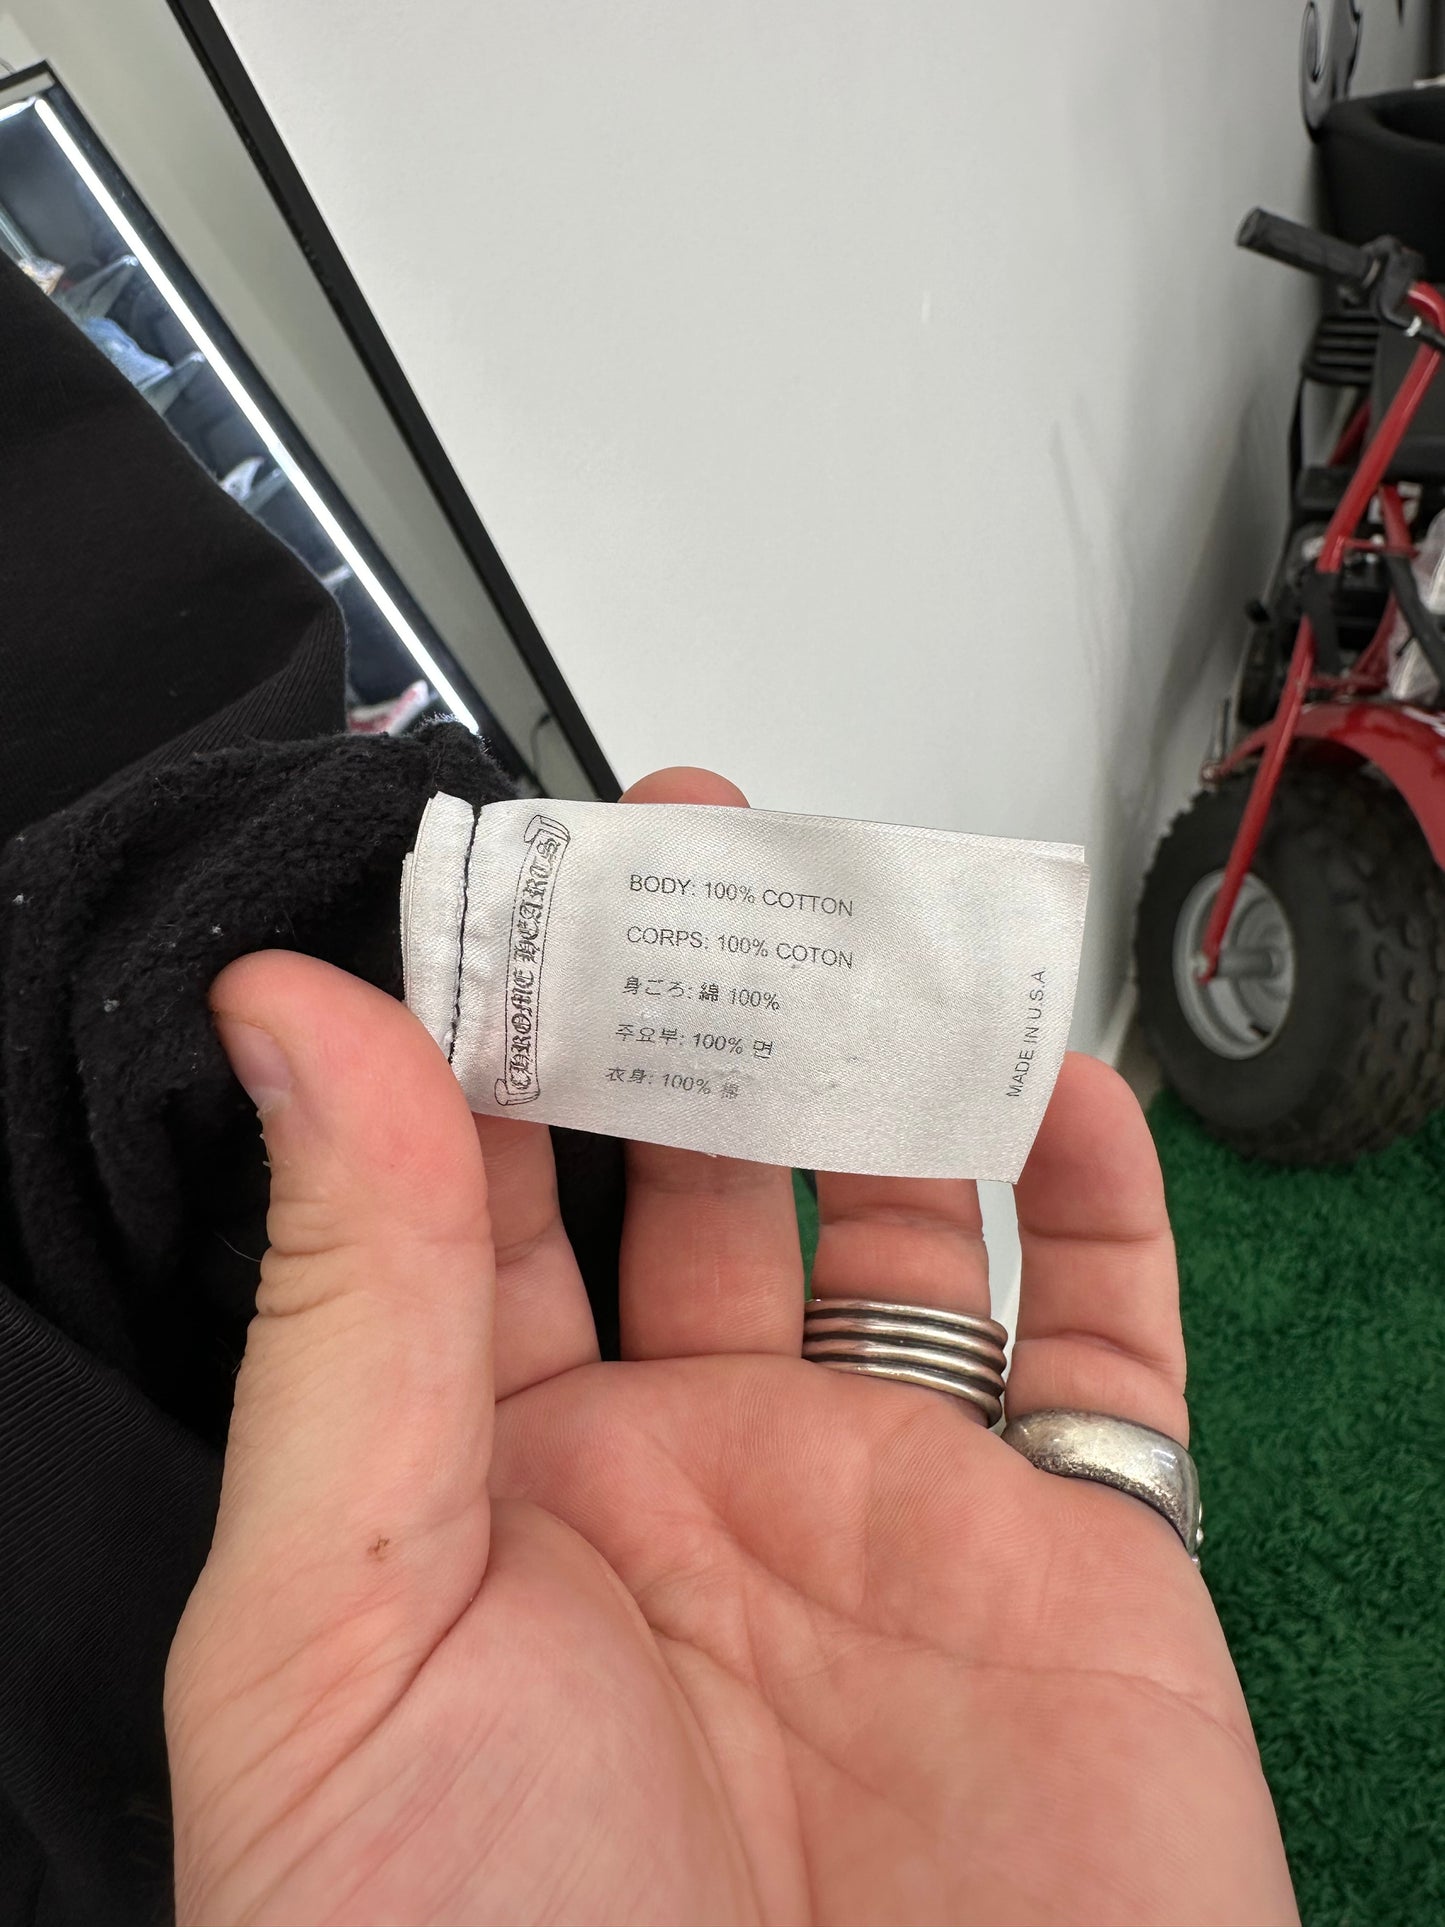 CHROME HEARTS
BODY: 100% COTTON
CORPS: 100% COTON
身ごろ: 綿 100%
주요부: 100% 면
衣身: 100% 綿
MADE IN U.S.A